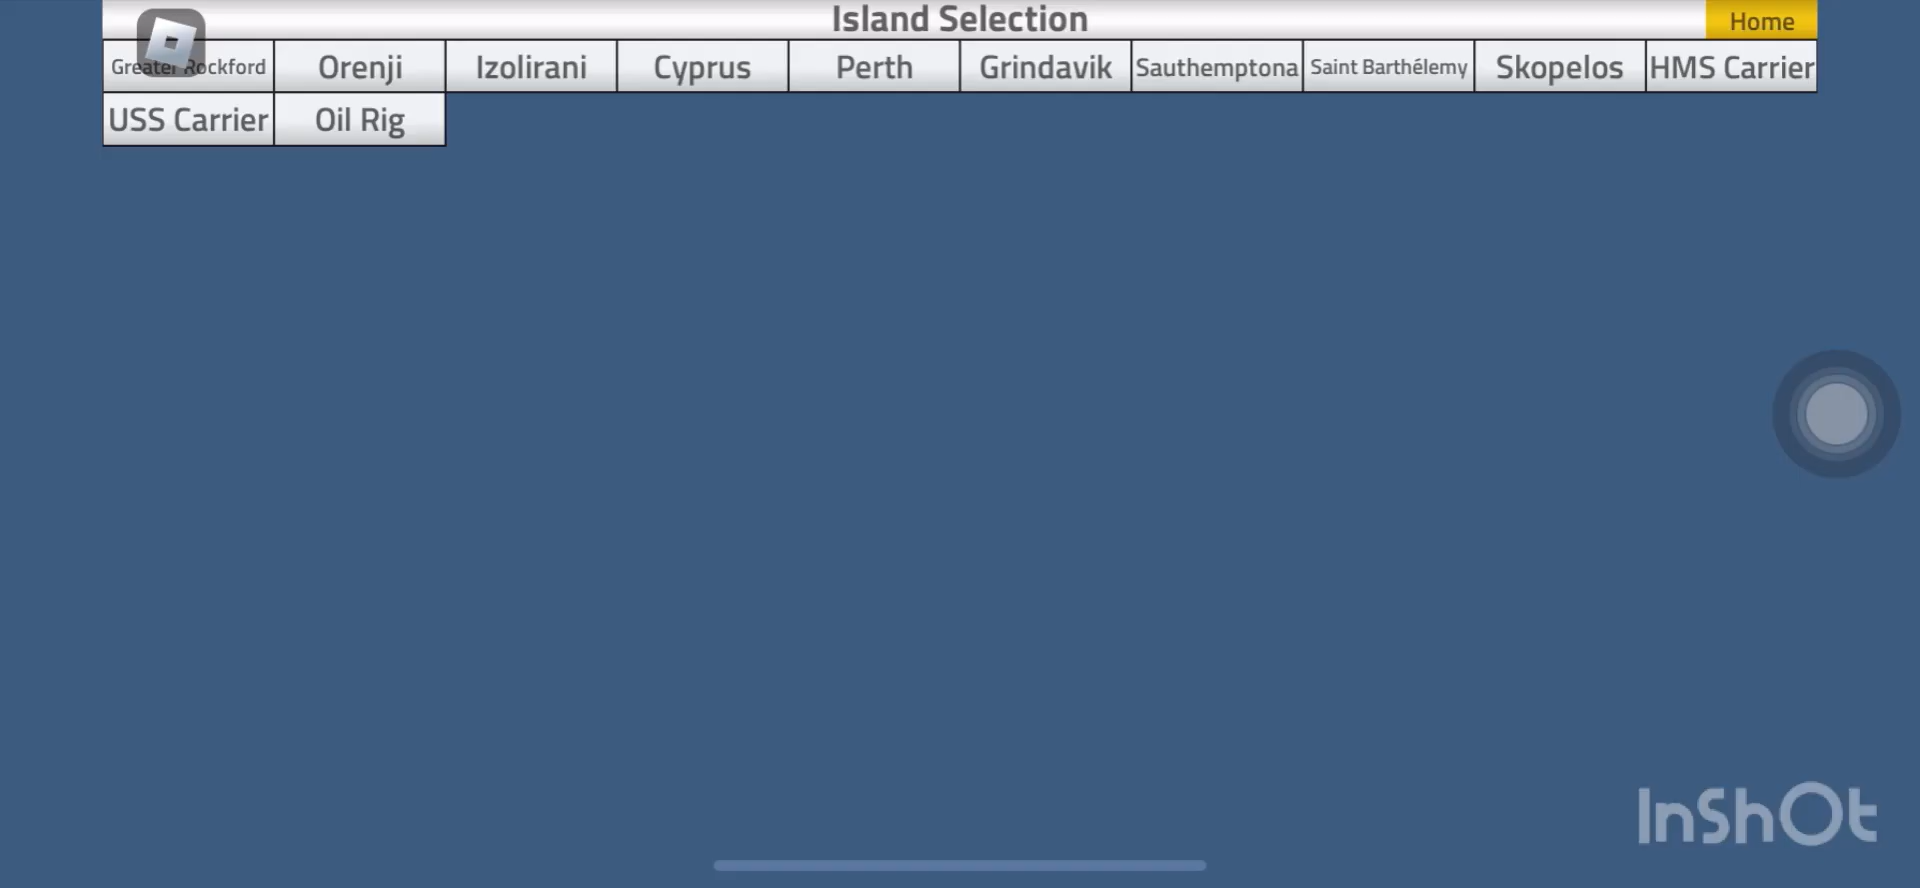 Island Selection Home
Greater Rockford Orenji Izolirani Cyprus Perth Grindavik Sauthemptona Saint Barthélemy Skopelos HMS Carrier
USS Carrier Oil Rig
InShOt